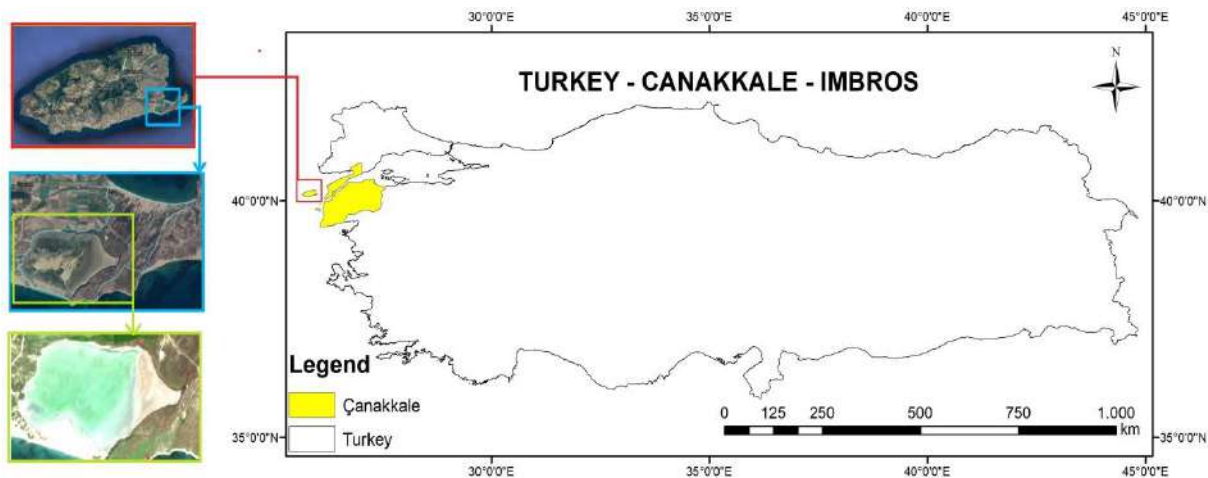 30°0'0"E 35°0'0"E 40°0'0"E 45°0'0"E
TURKEY - CANAKKALE - IMBROS
N
40°0'0"N 40°0'0"N
Legend
Çanakkale
Turkey
0 125 250 500 750 1.000
km
35°0'0"N 35°0'0"N
30°0'0"E 35°0'0"E 40°0'0"E 45°0'0"E